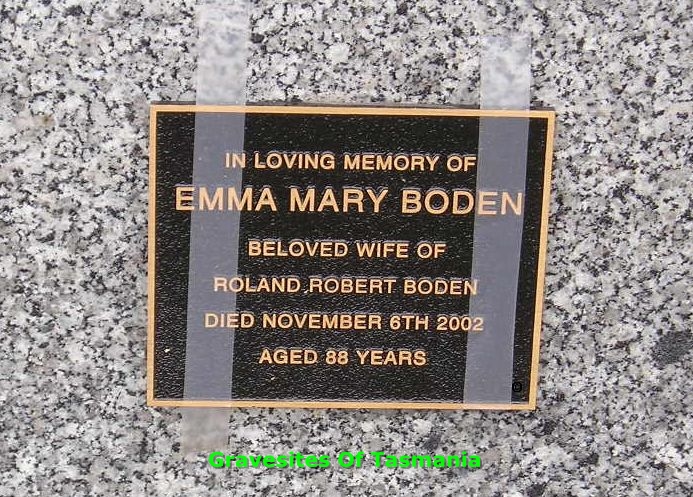 IN LOVING MEMORY OF
EMMA MARY BODEN
BELOVED WIFE OF
ROLAND ROBERT BODEN
DIED NOVEMBER 6TH 2002
AGED 88 YEARS
Gravesites Of Tasmania